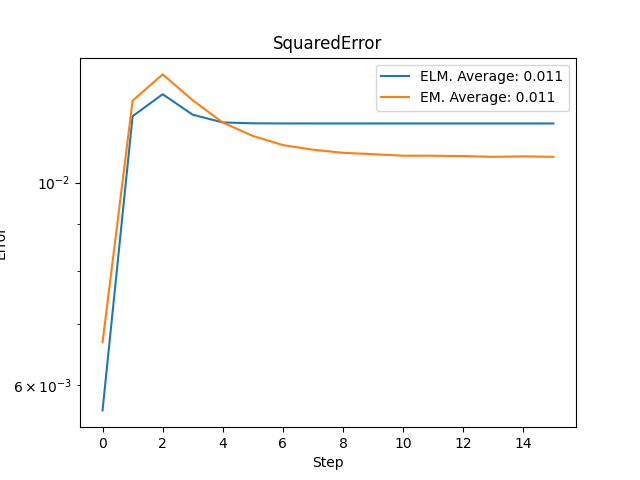 SquaredError
ELM. Average: 0.011
EM. Average: 0.011
10⁻²
6 × 10⁻³
Error
0 2 4 6 8 10 12 14
Step